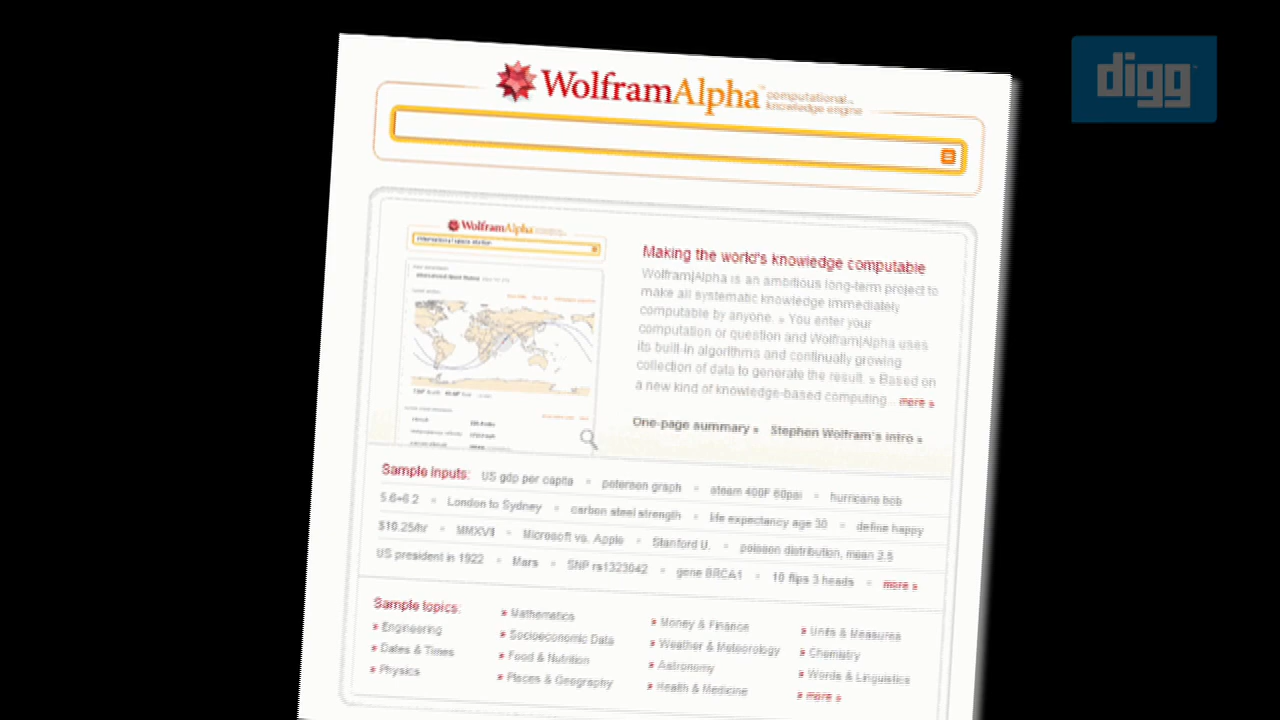 digg
WolframAlpha™ computational
knowledge engine
WolframAlpha
Making the world's knowledge computable
Wolfram|Alpha is an ambitious long-term project to
make all systematic knowledge immediately
computable by anyone. » You enter your
computation or question and Wolfram|Alpha uses
its built-in algorithms and continually growing
collection of data to generate the result. » Based on
a new kind of knowledge-based computing... more »
One-page summary » Stephen Wolfram's intro »
Sample inputs: US gdp per capita petersen graph steam 400F 60psi hurricane bob
5.6+6.2 London to Sydney carbon steel strength life expectancy age 30 define happy
$10.25/hr Microsoft vs. Apple Stanford U. poisson distribution, mean 2.5
US president in 1922 Mars SNP rs1323042 gene BRCA1 10 flips 3 heads more »
Sample topics: » Mathematics » Money & Finance » Units & Measures
» Engineering » Socioeconomic Data » Weather & Meteorology » Chemistry
» Dates & Times » Food & Nutrition » Astronomy » Words & Linguistics
» Physics » Places & Geography » Health & Medicine » more »